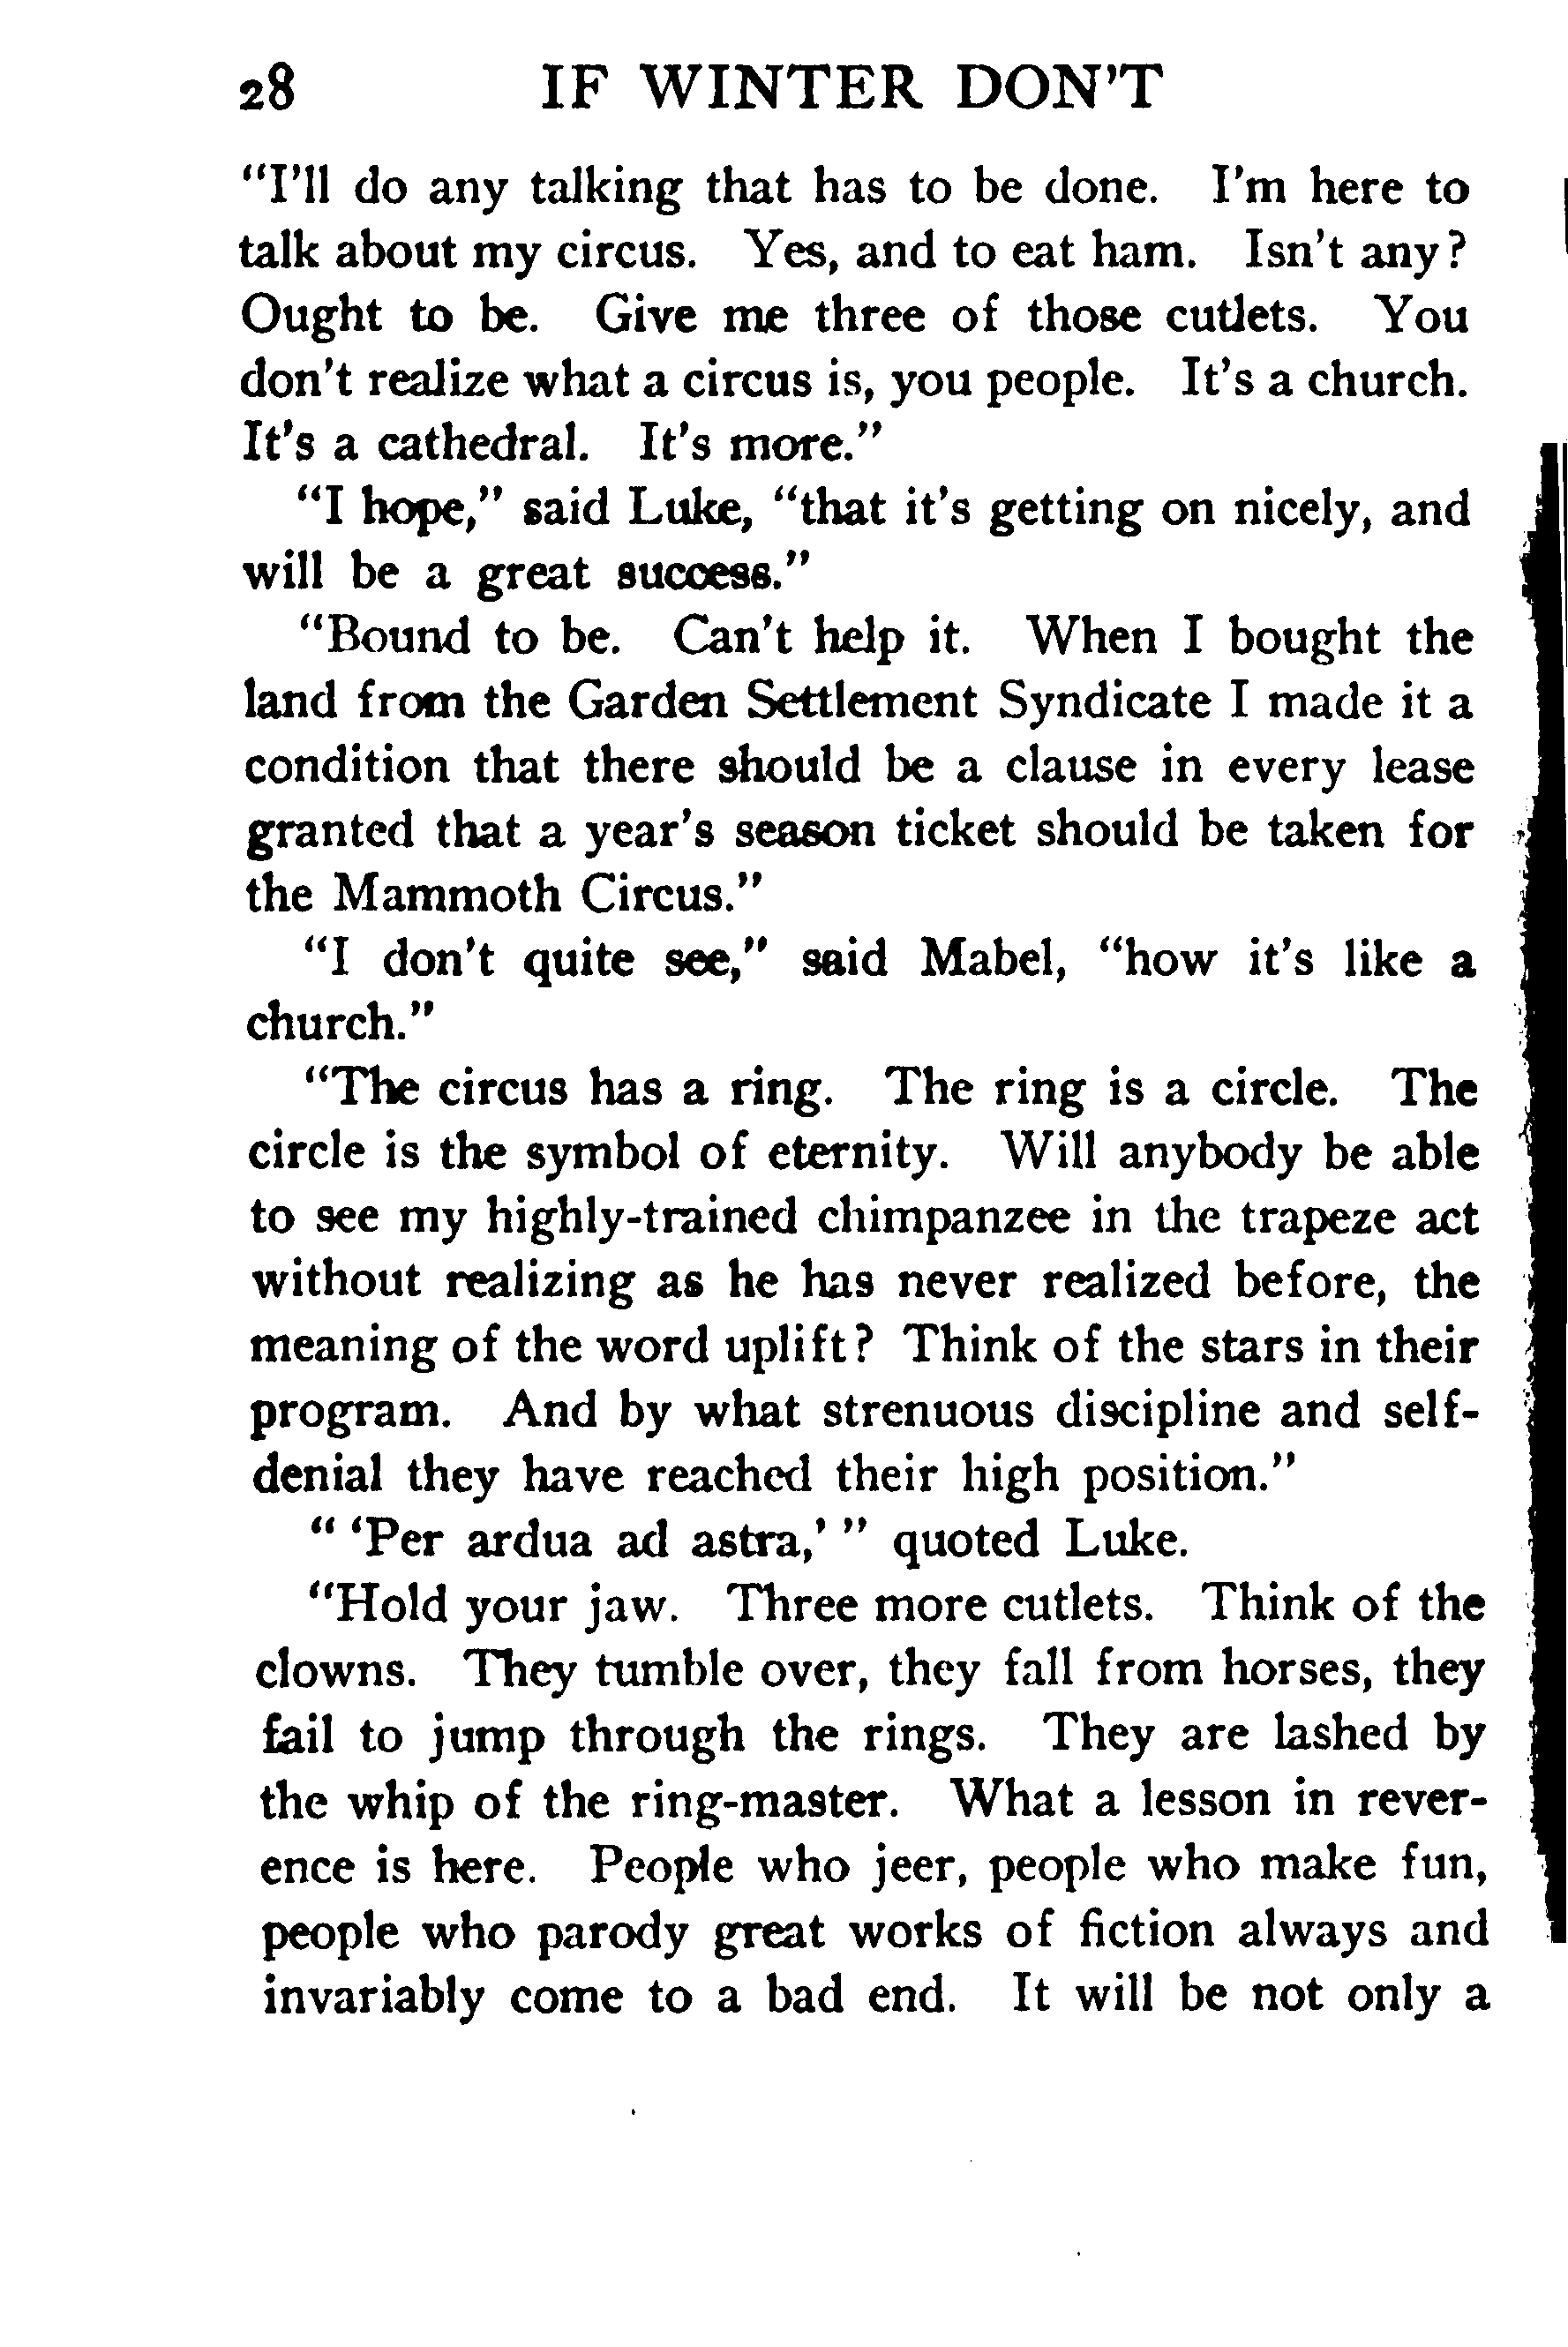 28 IF WINTER DON'T
"I'll do any talking that has to be done. I'm here to
talk about my circus. Yes, and to eat ham. Isn't any?
Ought to be. Give me three of those cutlets. You
don't realize what a circus is, you people. It's a church.
It's a cathedral. It's more."
"I hope," said Luke, "that it's getting on nicely, and
will be a great success."
"Bound to be. Can't help it. When I bought the
land from the Garden Settlement Syndicate I made it a
condition that there should be a clause in every lease
granted that a year's season ticket should be taken for
the Mammoth Circus."
"I don't quite see," said Mabel, "how it's like a
church."
"The circus has a ring. The ring is a circle. The
circle is the symbol of eternity. Will anybody be able
to see my highly-trained chimpanzee in the trapeze act
without realizing as he has never realized before, the
meaning of the word uplift? Think of the stars in their
program. And by what strenuous discipline and self-
denial they have reached their high position."
" 'Per ardua ad astra,' " quoted Luke.
"Hold your jaw. Three more cutlets. Think of the
clowns. They tumble over, they fall from horses, they
fail to jump through the rings. They are lashed by
the whip of the ring-master. What a lesson in rever-
ence is here. People who jeer, people who make fun,
people who parody great works of fiction always and
invariably come to a bad end. It will be not only a